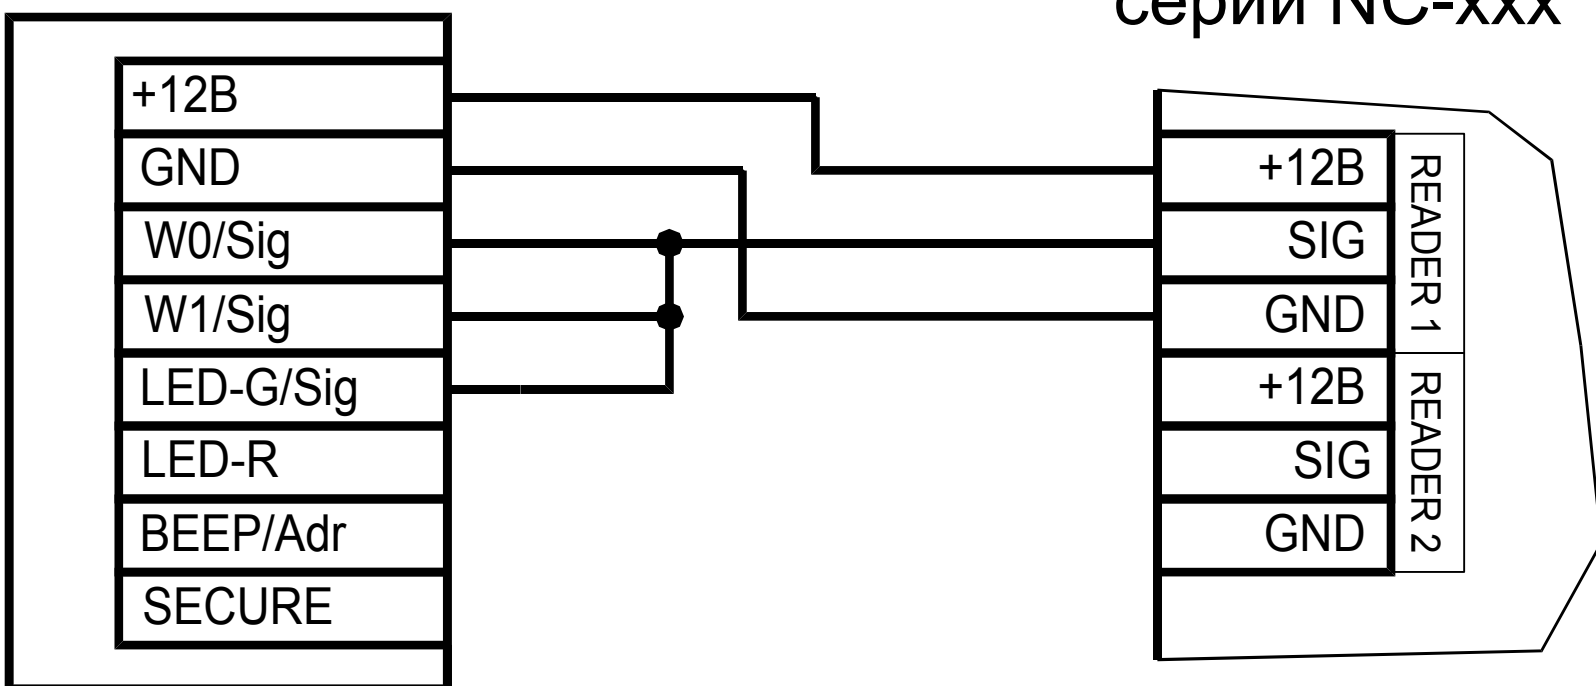 серии NC-xxx
+12В
GND
W0/Sig
W1/Sig
LED-G/Sig
LED-R
BEEP/Adr
SECURE
+12В
SIG
GND
READER 1
+12В
SIG
GND
READER 2